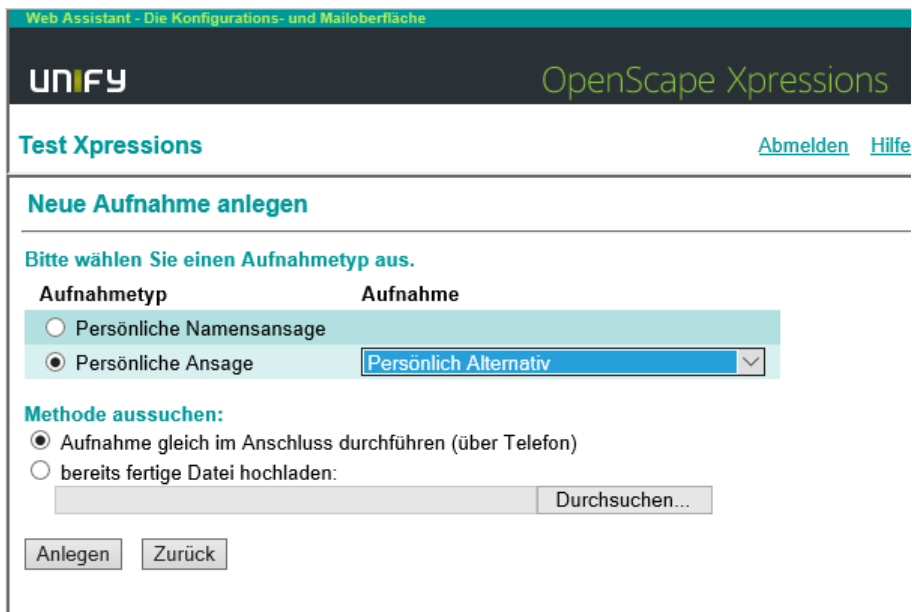 Web Assistant - Die Konfigurations- und Mailoberfläche
UNIFY OpenScape Xpressions
Test Xpressions Abmelden Hilfe
Neue Aufnahme anlegen
Bitte wählen Sie einen Aufnahmetyp aus.
Aufnahmetyp Aufnahme
Persönliche Namensansage
Persönliche Ansage Persönlich Alternativ
Methode aussuchen:
Aufnahme gleich im Anschluss durchführen (über Telefon)
bereits fertige Datei hochladen:
Durchsuchen...
Anlegen Zurück